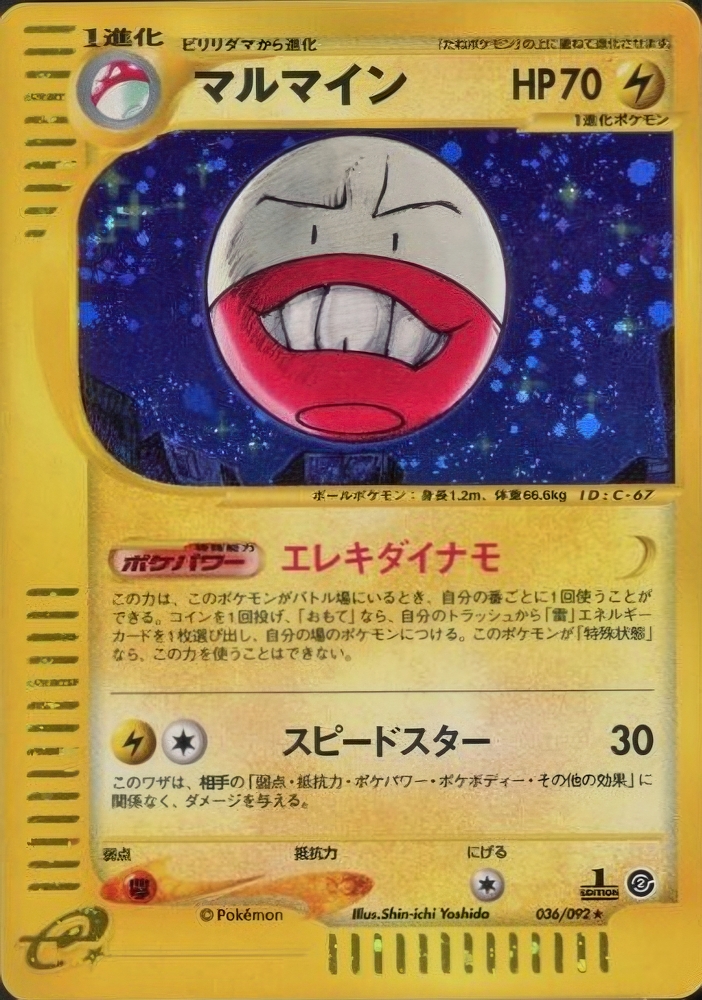 1進化 ビリリダマから進化 「たねポケモン」の上に重ねて進化させます。
マルマイン HP70
1進化ポケモン
ボールポケモン：身長1.2m、体重66.6kg ID:C-67
特殊能力
ポケパワー エレキダイナモ
この力は、このポケモンがバトル場にいるとき、自分の番ごとに1回使うことが
できる。コインを1回投げ、「おもて」なら、自分のトラッシュから「雷」エネルギー
カードを1枚選び出し、自分の場のポケモンにつける。このポケモンが「特殊状態」
なら、この力を使うことはできない。
スピードスター 30
このワザは、相手の「弱点・抵抗力・ポケパワー・ポケボディー・その他の効果」に
関係なく、ダメージを与える。
弱点 抵抗力 にげる
1 EDITION 2
©Pokémon Illus.Shin-ichi Yoshida 036/092★
e